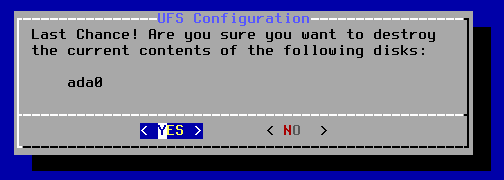 UFS Configuration
Last Chance! Are you sure you want to destroy
the current contents of the following disks:
ada0
< YES > < NO >